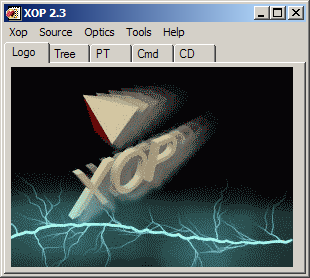 XOP 2.3
Xop Source Optics Tools Help
Logo Tree PT Cmd CD
XOP